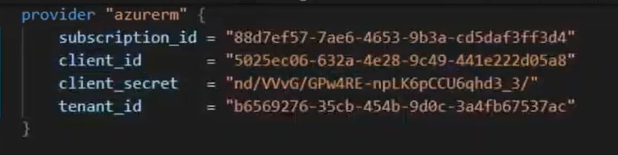 provider "azurerm" {
    subscription_id = "88d7ef57-7ae6-4653-9b3a-cd5daf3ff3d4"
    client_id       = "5025ec06-632a-4e28-9c49-441e222d05a8"
    client_secret   = "nd/VVvG/GPw4RE-npLK6pCCU6qhd3_3/"
    tenant_id       = "b6569276-35cb-454b-9d0c-3a4fb67537ac"
}